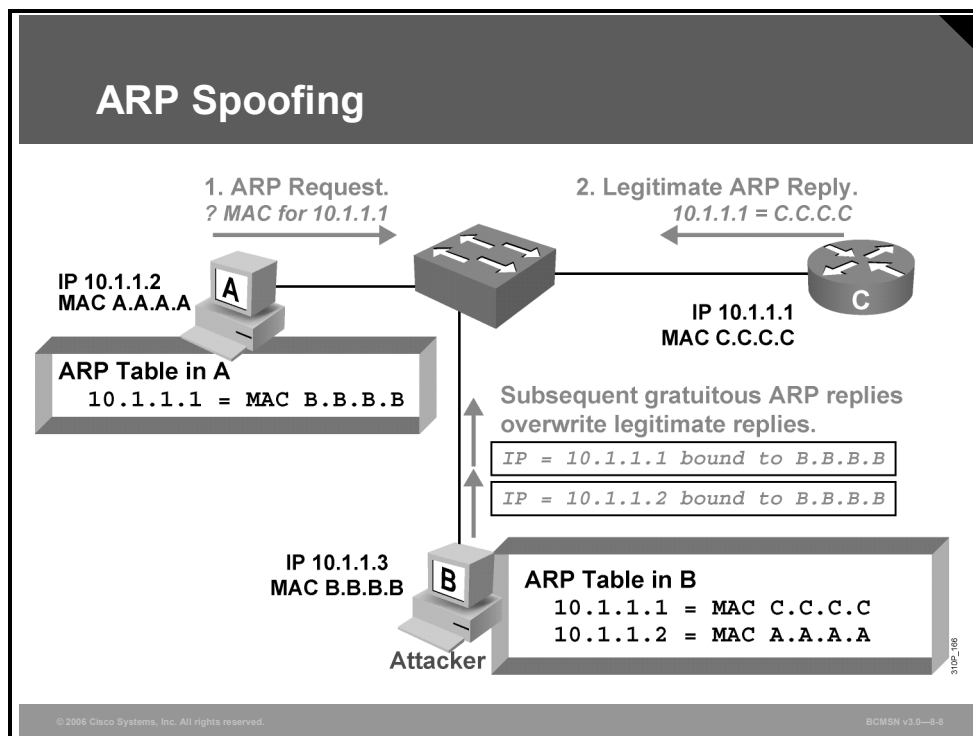 ARP Spoofing
1. ARP Request.
? MAC for 10.1.1.1
2. Legitimate ARP Reply.
10.1.1.1 = C.C.C.C
IP 10.1.1.2
MAC A.A.A.A
A
C
IP 10.1.1.1
MAC C.C.C.C
ARP Table in A
10.1.1.1 = MAC B.B.B.B
Subsequent gratuitous ARP replies
overwrite legitimate replies.
IP = 10.1.1.1 bound to B.B.B.B
IP = 10.1.1.2 bound to B.B.B.B
IP 10.1.1.3
MAC B.B.B.B
B
Attacker
ARP Table in B
10.1.1.1 = MAC C.C.C.C
10.1.1.2 = MAC A.A.A.A
310P_166
© 2006 Cisco Systems, Inc. All rights reserved.
BCMSN v3.0—8-8